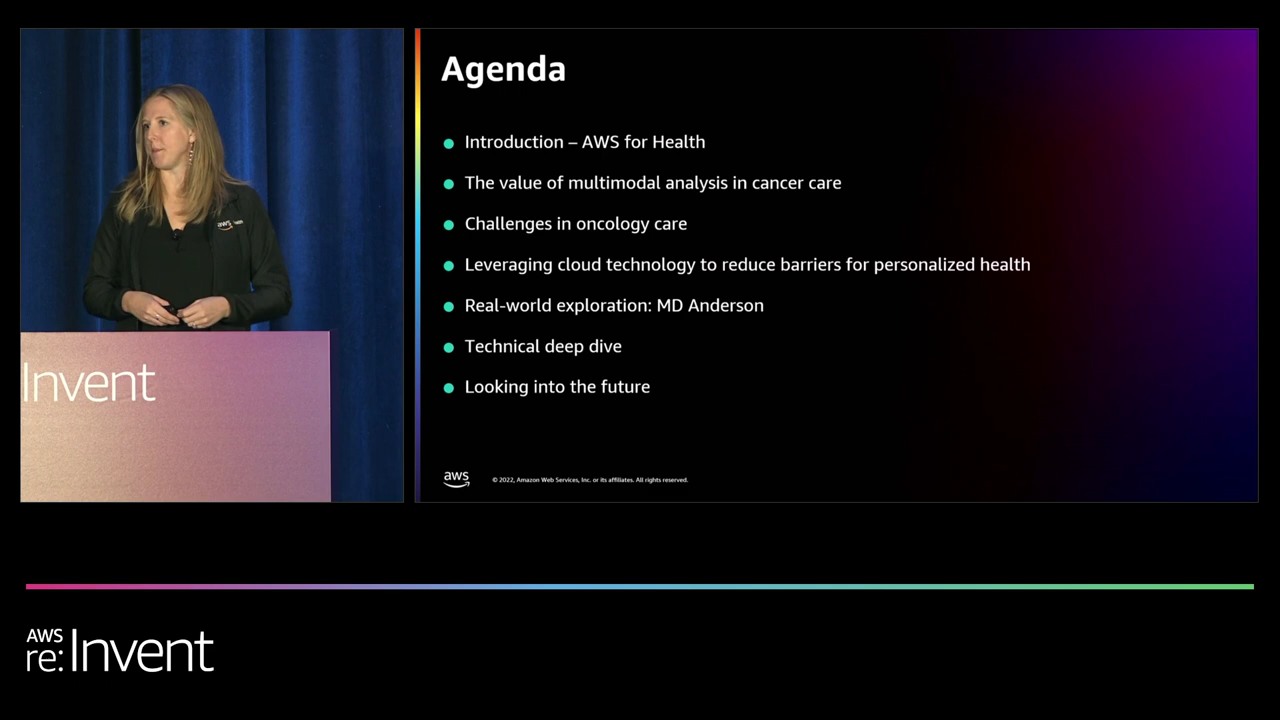 aws
Invent
Agenda
Introduction – AWS for Health
The value of multimodal analysis in cancer care
Challenges in oncology care
Leveraging cloud technology to reduce barriers for personalized health
Real-world exploration: MD Anderson
Technical deep dive
Looking into the future
aws
© 2022, Amazon Web Services, Inc. or its affiliates. All rights reserved.
AWS
re:Invent